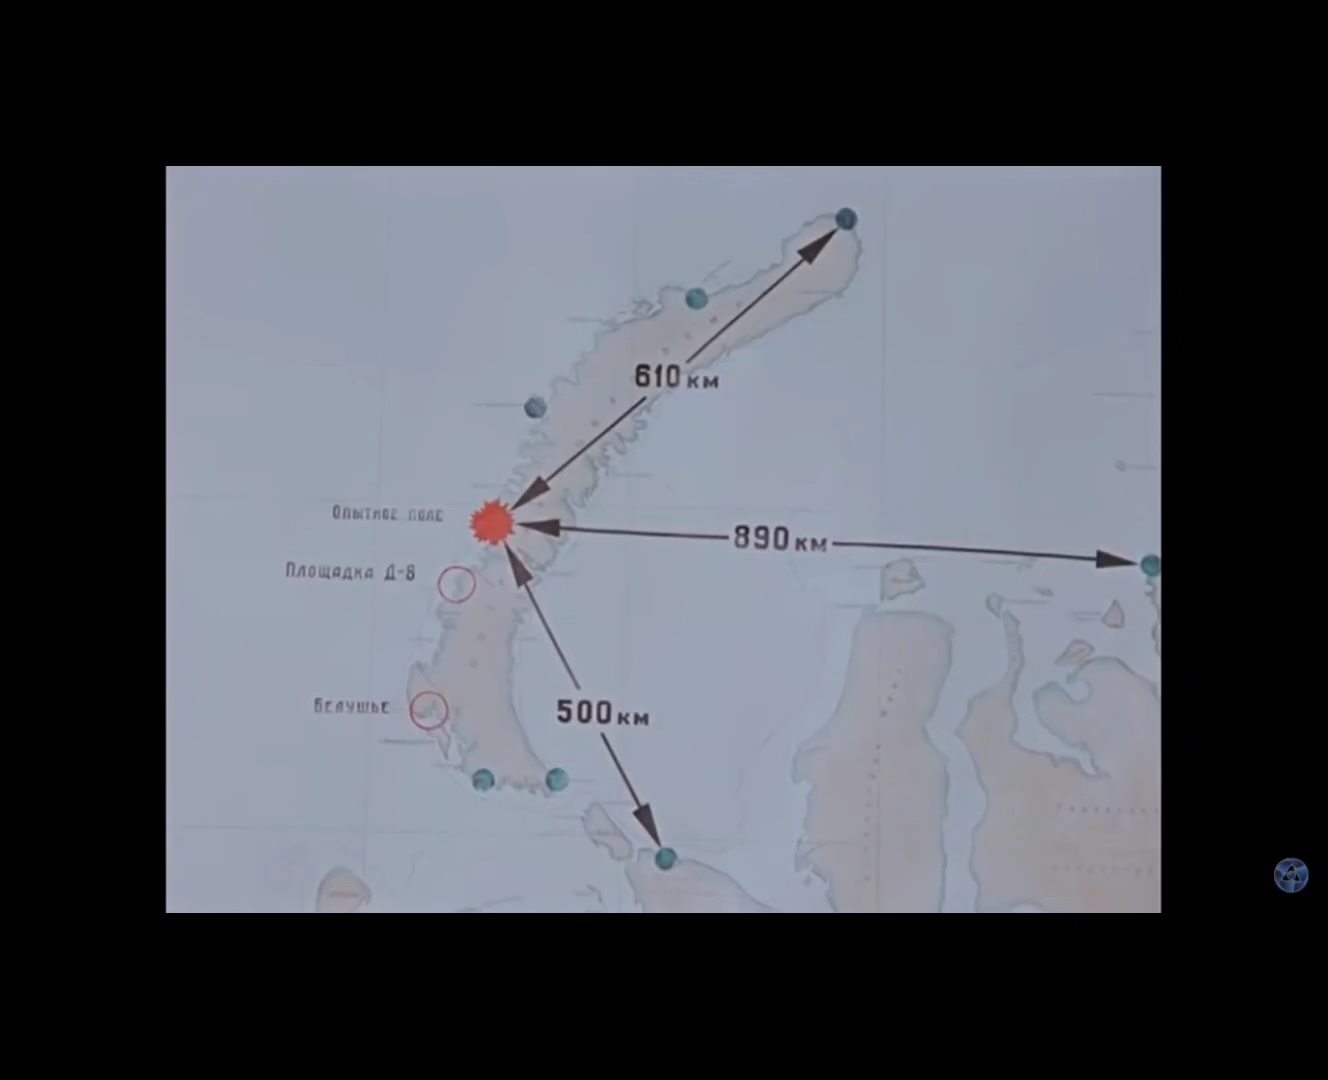 610 км
Опытное поле
890 км
Площадка Д-8
Белушье
500 км